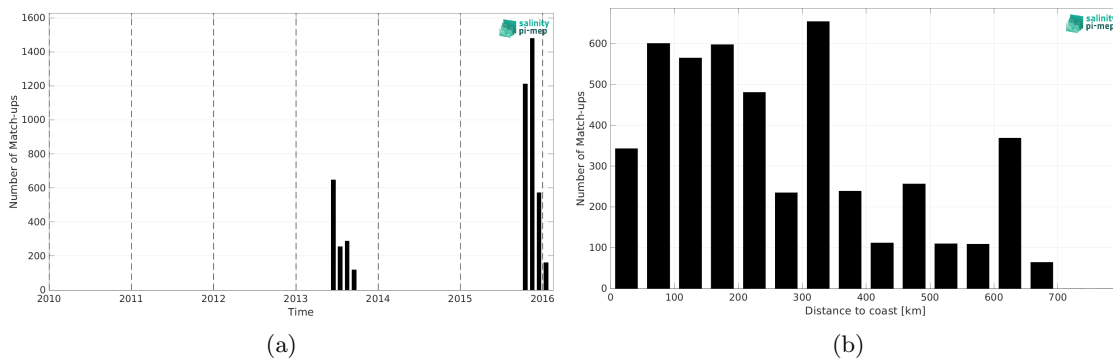 salinity
pi-mep
Number of Match-ups
1600
1400
1200
1000
800
600
400
200
0
2010 2011 2012 2013 2014 2015 2016
Time
(a)
salinity
pi-mep
Number of Match-ups
600
500
400
300
200
100
0
0 100 200 300 400 500 600 700
Distance to coast [km]
(b)